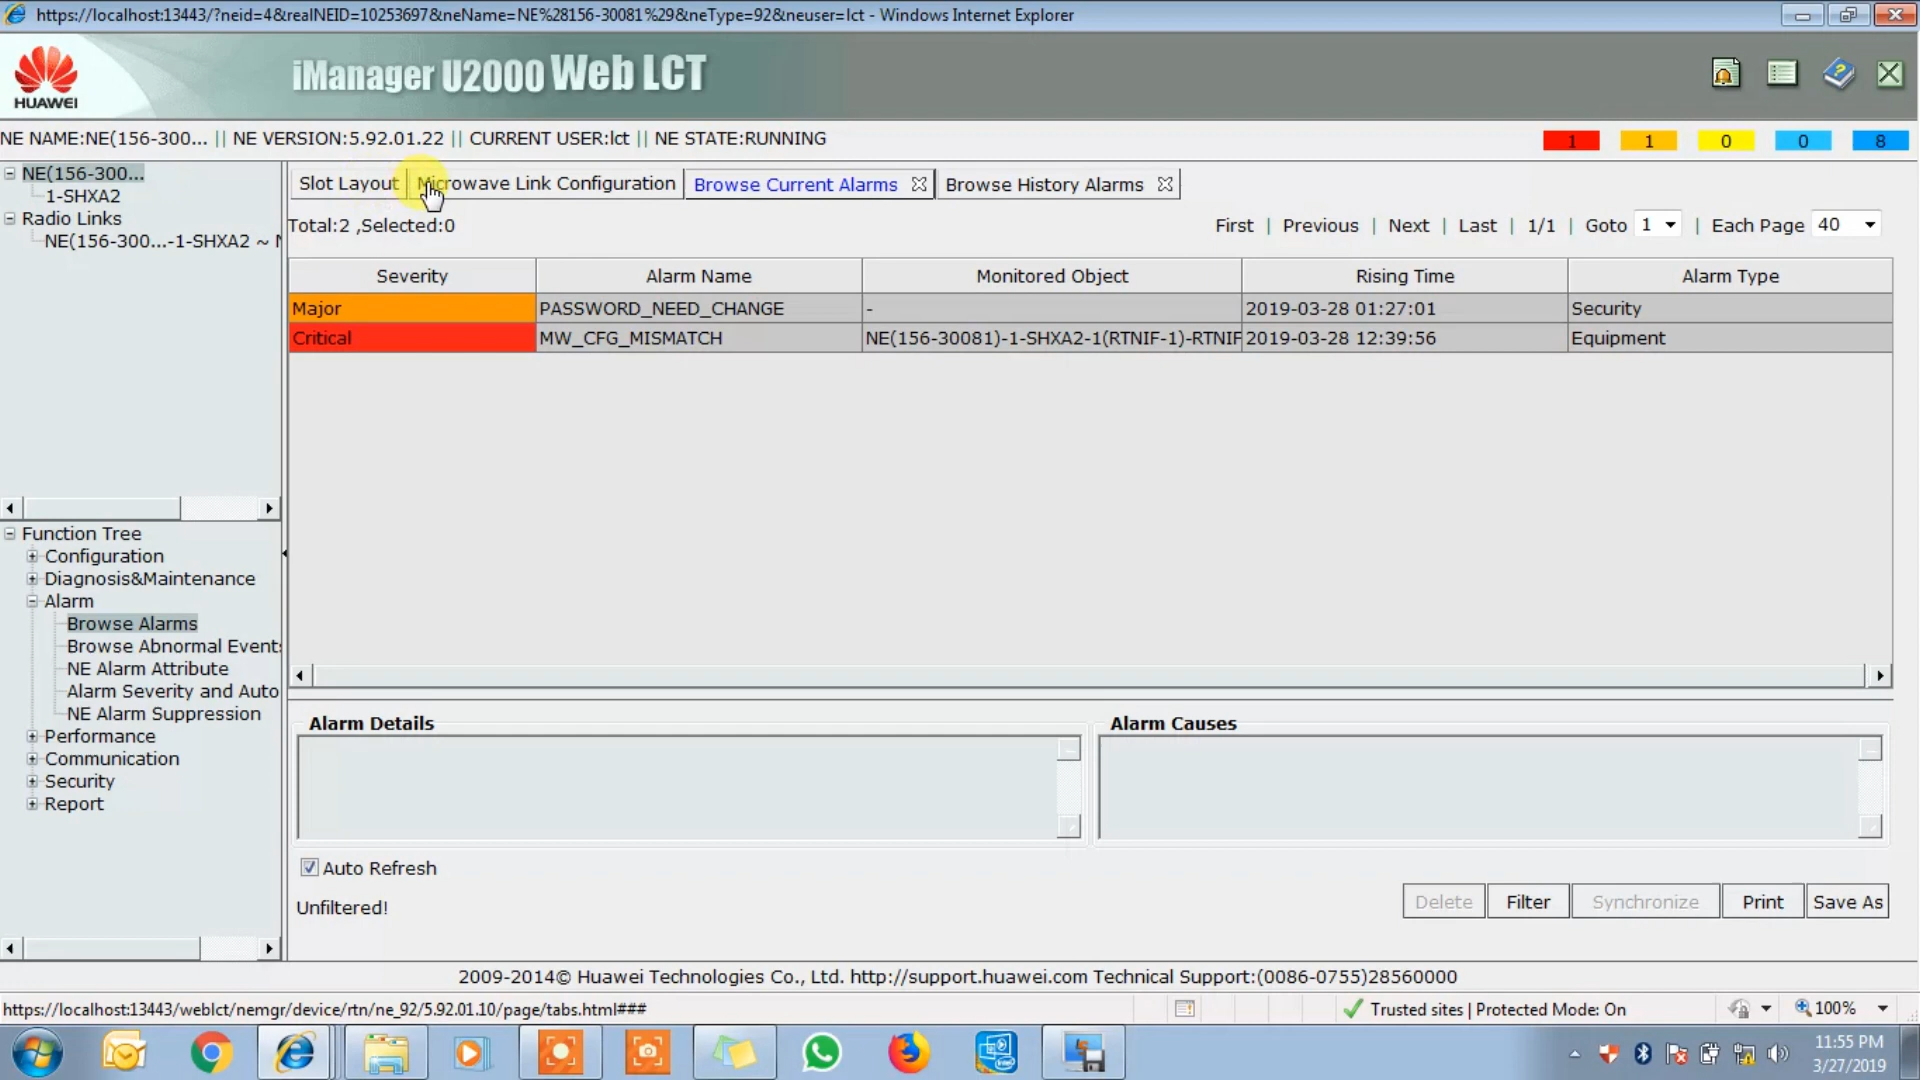 https://localhost:13443/?neid=4&realNEID=10253697&neName=NE%28156-30081%29&neType=92&neuser=lct - Windows Internet Explorer
HUAWEI
iManager U2000 Web LCT
NE NAME:NE(156-300... || NE VERSION:5.92.01.22 || CURRENT USER:lct || NE STATE:RUNNING
1 1 0 0 8
NE(156-300...
1-SHXA2
Radio Links
NE(156-300...-1-SHXA2 ~ N
Slot Layout Microwave Link Configuration Browse Current Alarms Browse History Alarms
Total:2 ,Selected:0
First | Previous | Next | Last | 1/1 | Goto 1 | Each Page 40
Severity Alarm Name Monitored Object Rising Time Alarm Type
Major PASSWORD_NEED_CHANGE - 2019-03-28 01:27:01 Security
Critical MW_CFG_MISMATCH NE(156-30081)-1-SHXA2-1(RTNIF-1)-RTNIF 2019-03-28 12:39:56 Equipment
Function Tree
Configuration
Diagnosis&Maintenance
Alarm
Browse Alarms
Browse Abnormal Events
NE Alarm Attribute
Alarm Severity and Auto
NE Alarm Suppression
Performance
Communication
Security
Report
Alarm Details
Alarm Causes
Auto Refresh
Unfiltered!
Delete Filter Synchronize Print Save As
2009-2014© Huawei Technologies Co., Ltd. http://support.huawei.com Technical Support:(0086-0755)28560000
https://localhost:13443/weblct/nemgr/device/rtn/ne_92/5.92.01.10/page/tabs.html###
Trusted sites | Protected Mode: On
100%
11:55 PM
3/27/2019